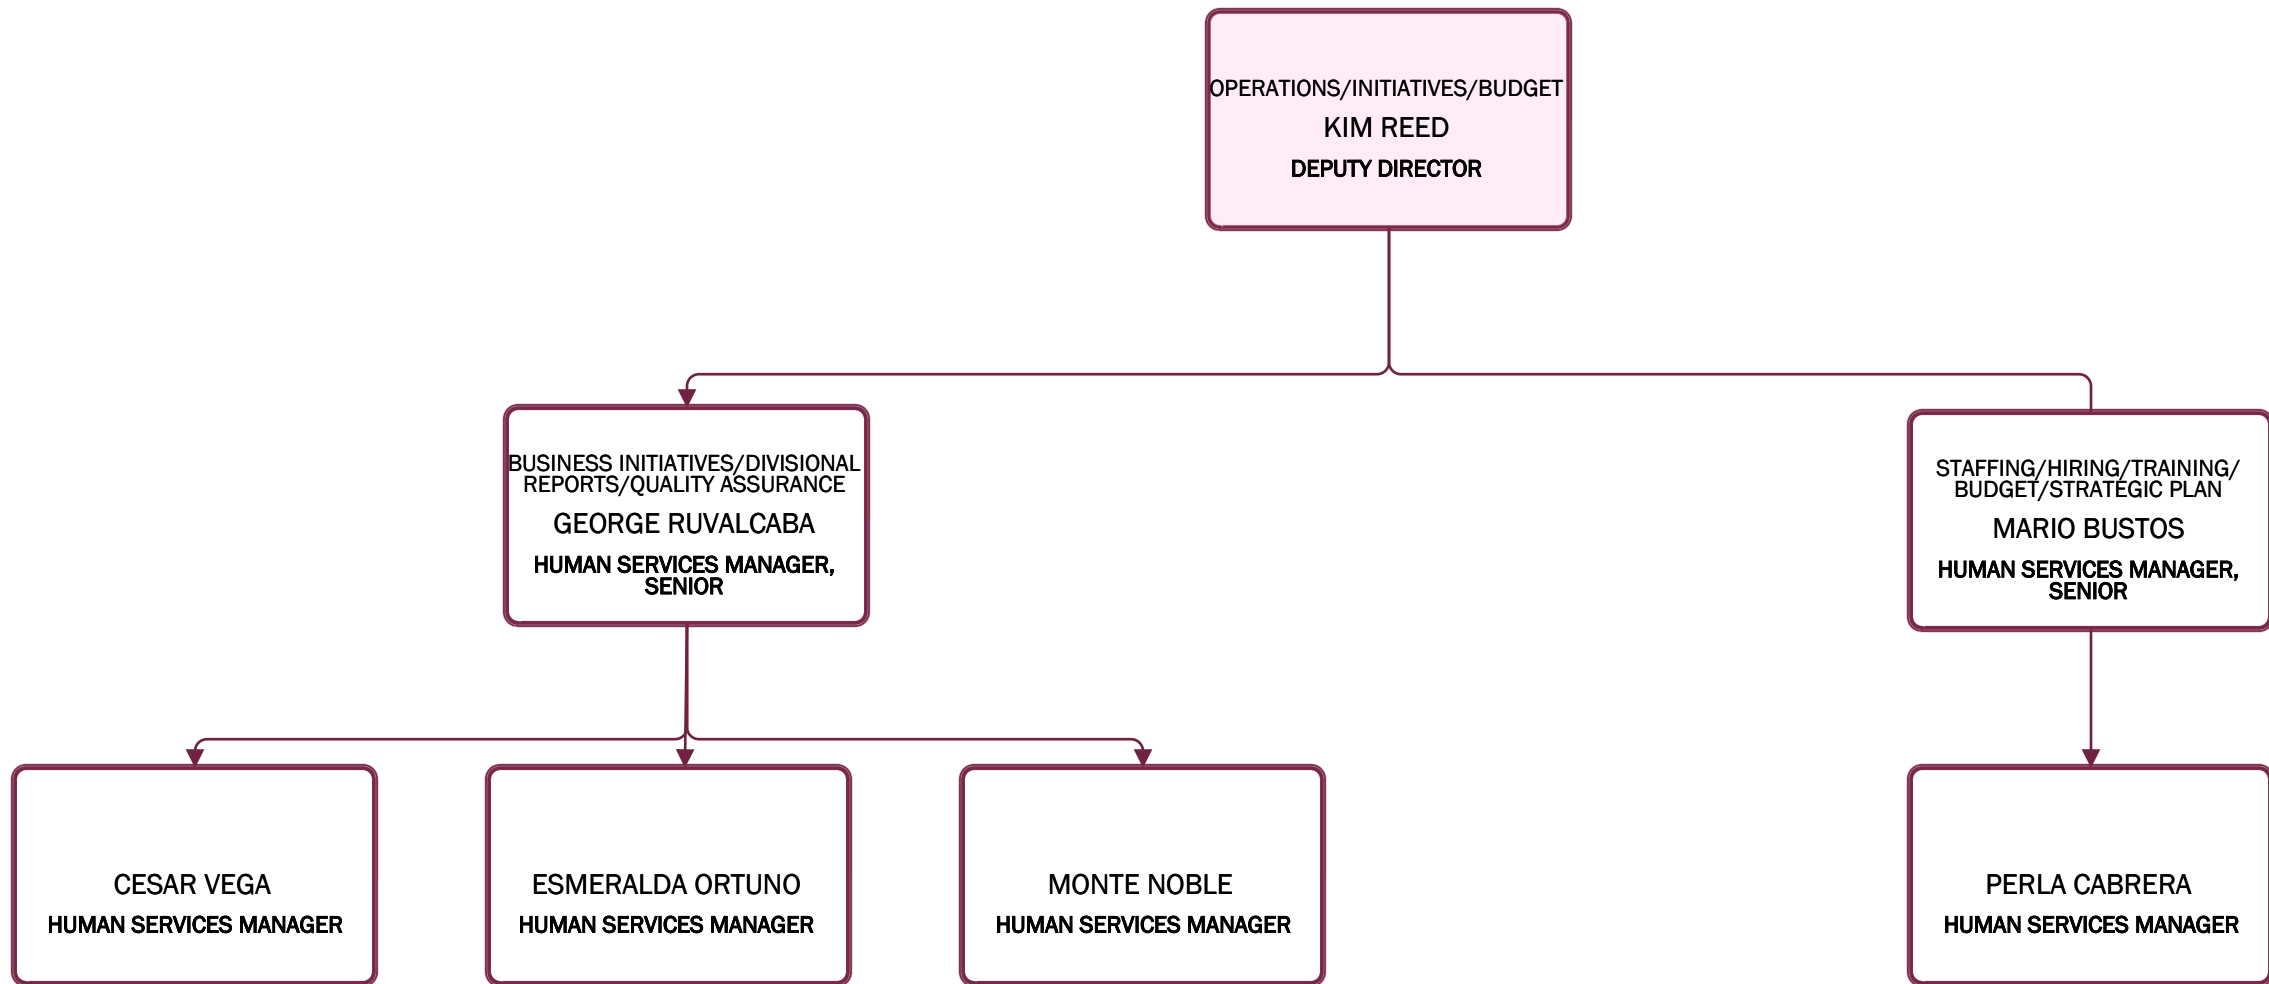 OPERATIONS/INITIATIVES/BUDGET
KIM REED
DEPUTY DIRECTOR
BUSINESS INITIATIVES/DIVISIONAL
REPORTS/QUALITY ASSURANCE
GEORGE RUVALCABA
HUMAN SERVICES MANAGER,
SENIOR
STAFFING/HIRING/TRAINING/
BUDGET/STRATEGIC PLAN
MARIO BUSTOS
HUMAN SERVICES MANAGER,
SENIOR
CESAR VEGA
HUMAN SERVICES MANAGER
ESMERALDA ORTUNO
HUMAN SERVICES MANAGER
MONTE NOBLE
HUMAN SERVICES MANAGER
PERLA CABRERA
HUMAN SERVICES MANAGER